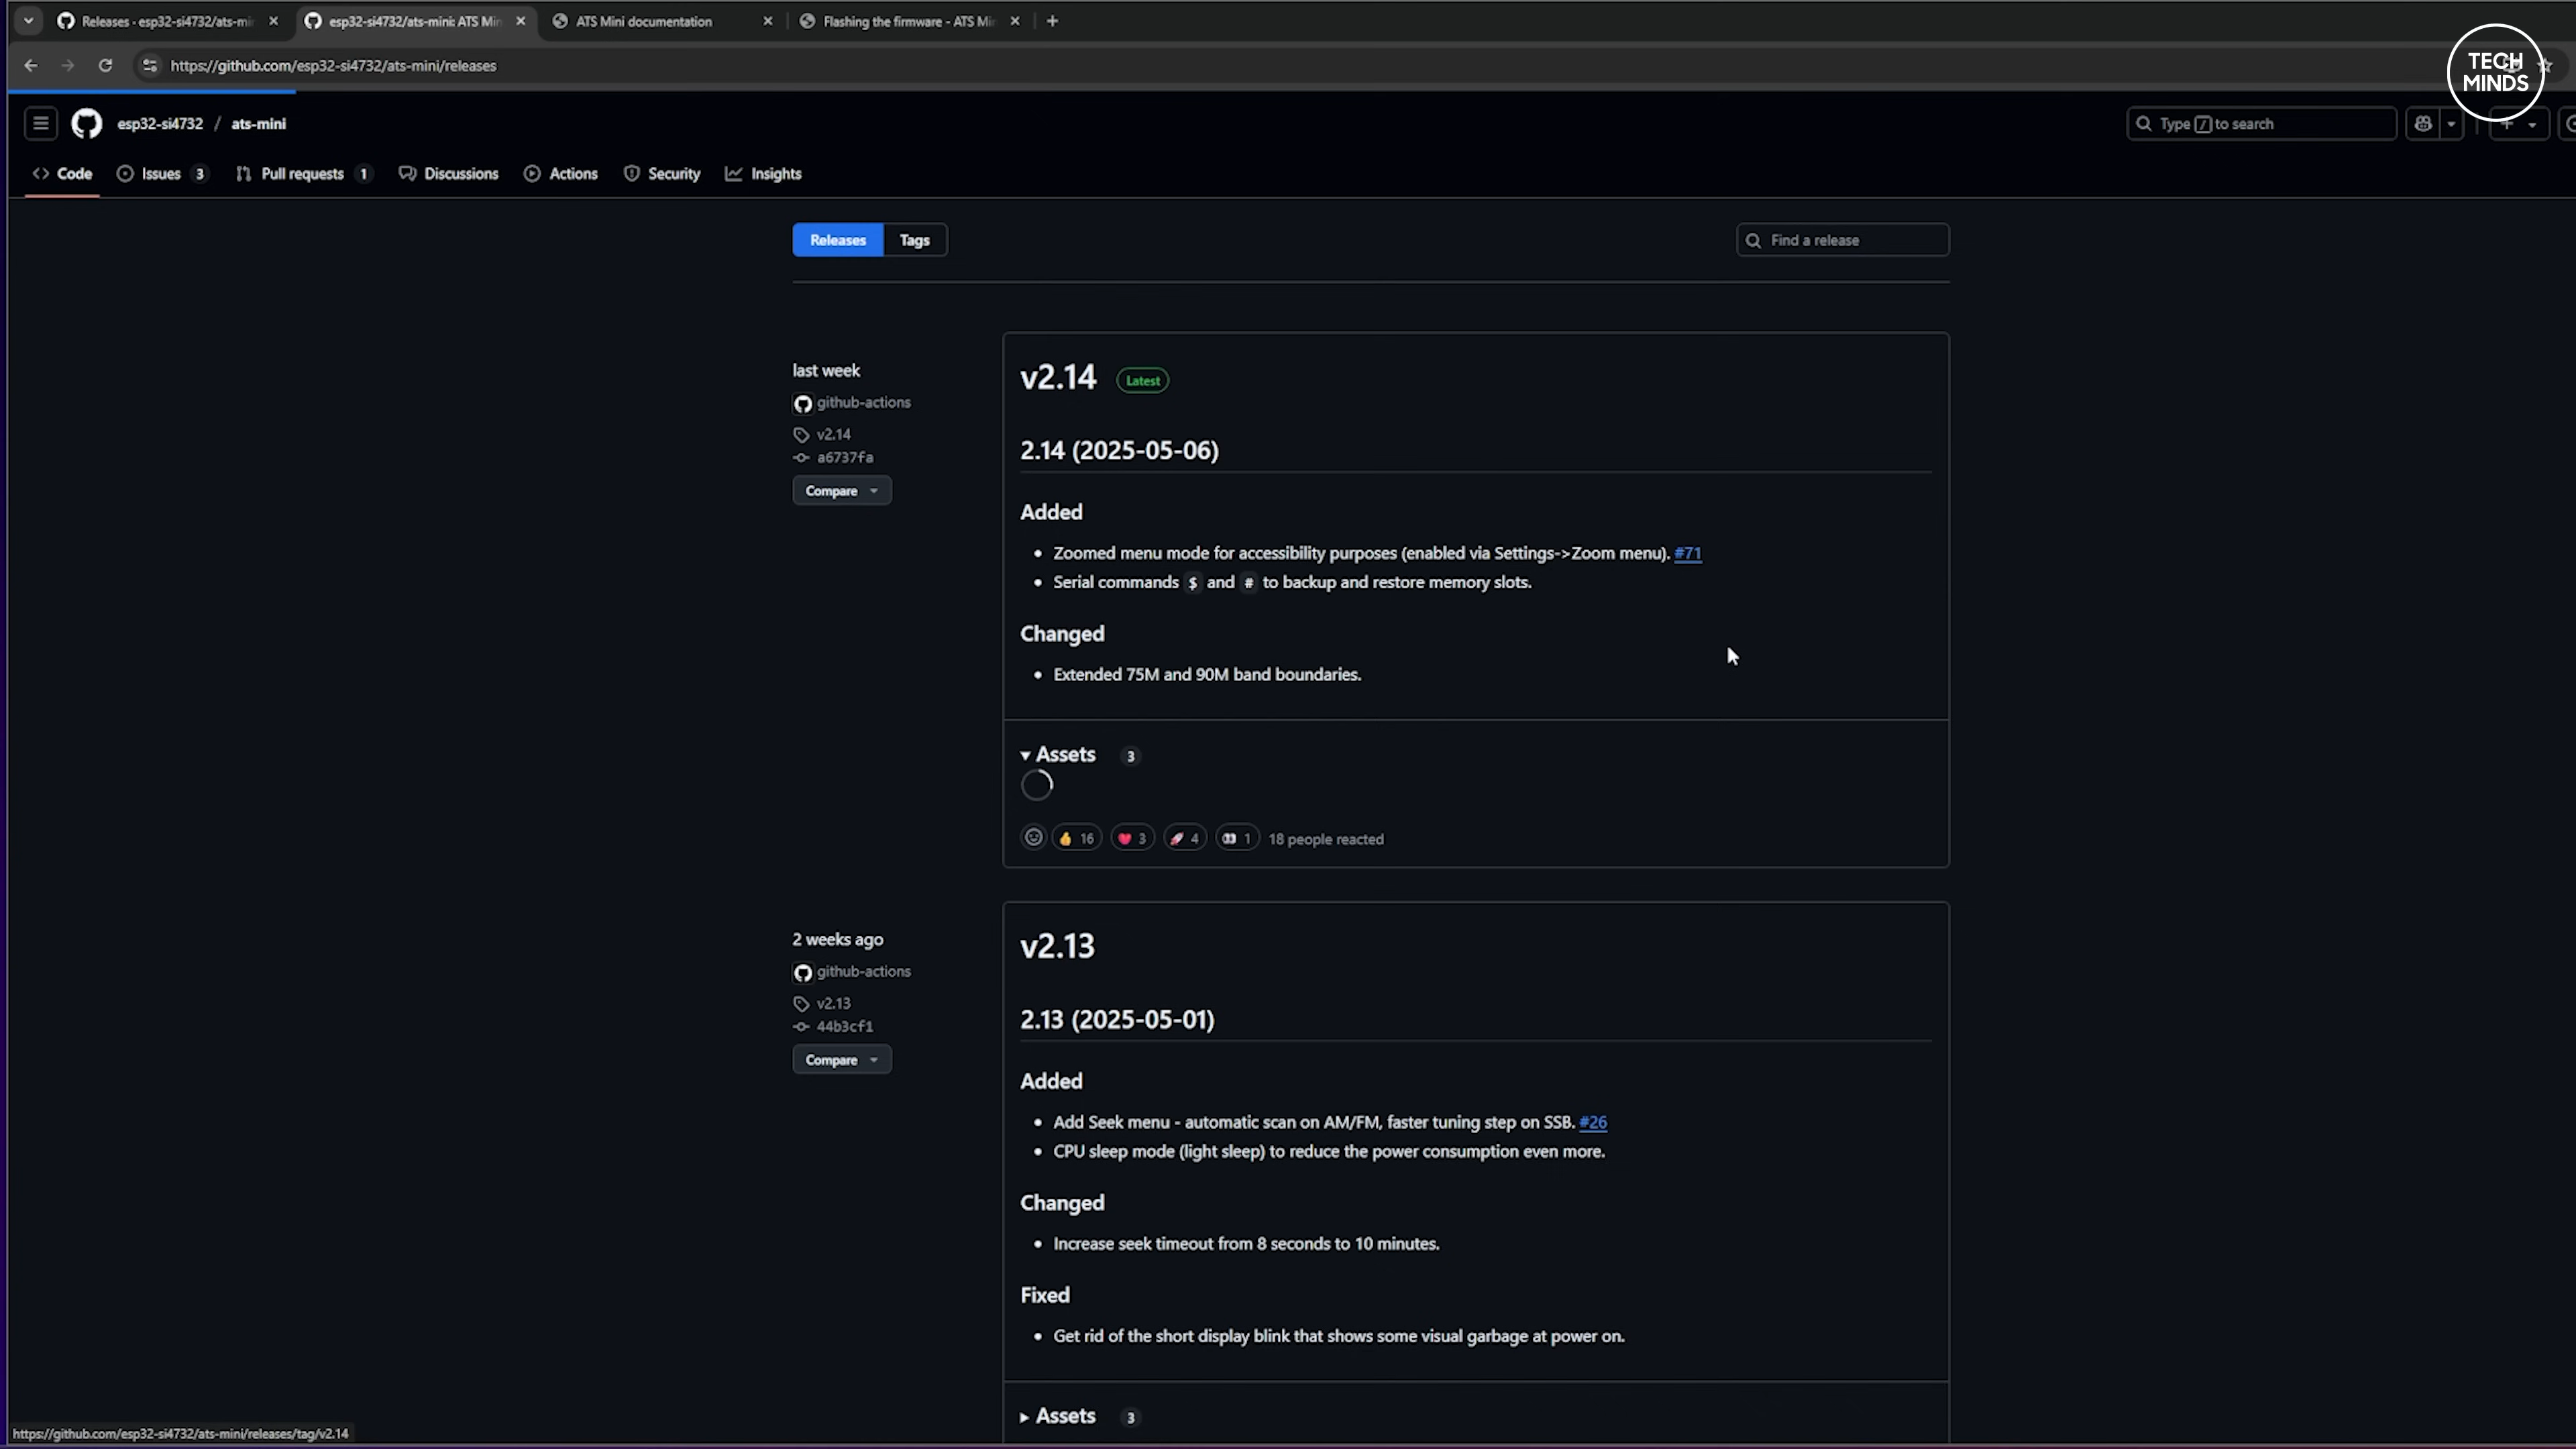 Releases · esp32-si4732/ats-mi
esp32-si4732/ats-mini: ATS Min
ATS Mini documentation
Flashing the firmware - ATS Mi
https://github.com/esp32-si4732/ats-mini/releases
TECH
MINDS
esp32-si4732 / ats-mini
Type / to search
Code
Issues 3
Pull requests 1
Discussions
Actions
Security
Insights
Releases
Tags
Find a release
last week
github-actions
v2.14
a6737fa
Compare
v2.14 Latest
2.14 (2025-05-06)
Added
• Zoomed menu mode for accessibility purposes (enabled via Settings->Zoom menu). #71
• Serial commands $ and # to backup and restore memory slots.
Changed
• Extended 75M and 90M band boundaries.
Assets 3
16 3 4 1 18 people reacted
2 weeks ago
github-actions
v2.13
44b3cf1
Compare
v2.13
2.13 (2025-05-01)
Added
• Add Seek menu - automatic scan on AM/FM, faster tuning step on SSB. #26
• CPU sleep mode (light sleep) to reduce the power consumption even more.
Changed
• Increase seek timeout from 8 seconds to 10 minutes.
Fixed
• Get rid of the short display blink that shows some visual garbage at power on.
Assets 3
https://github.com/esp32-si4732/ats-mini/releases/tag/v2.14